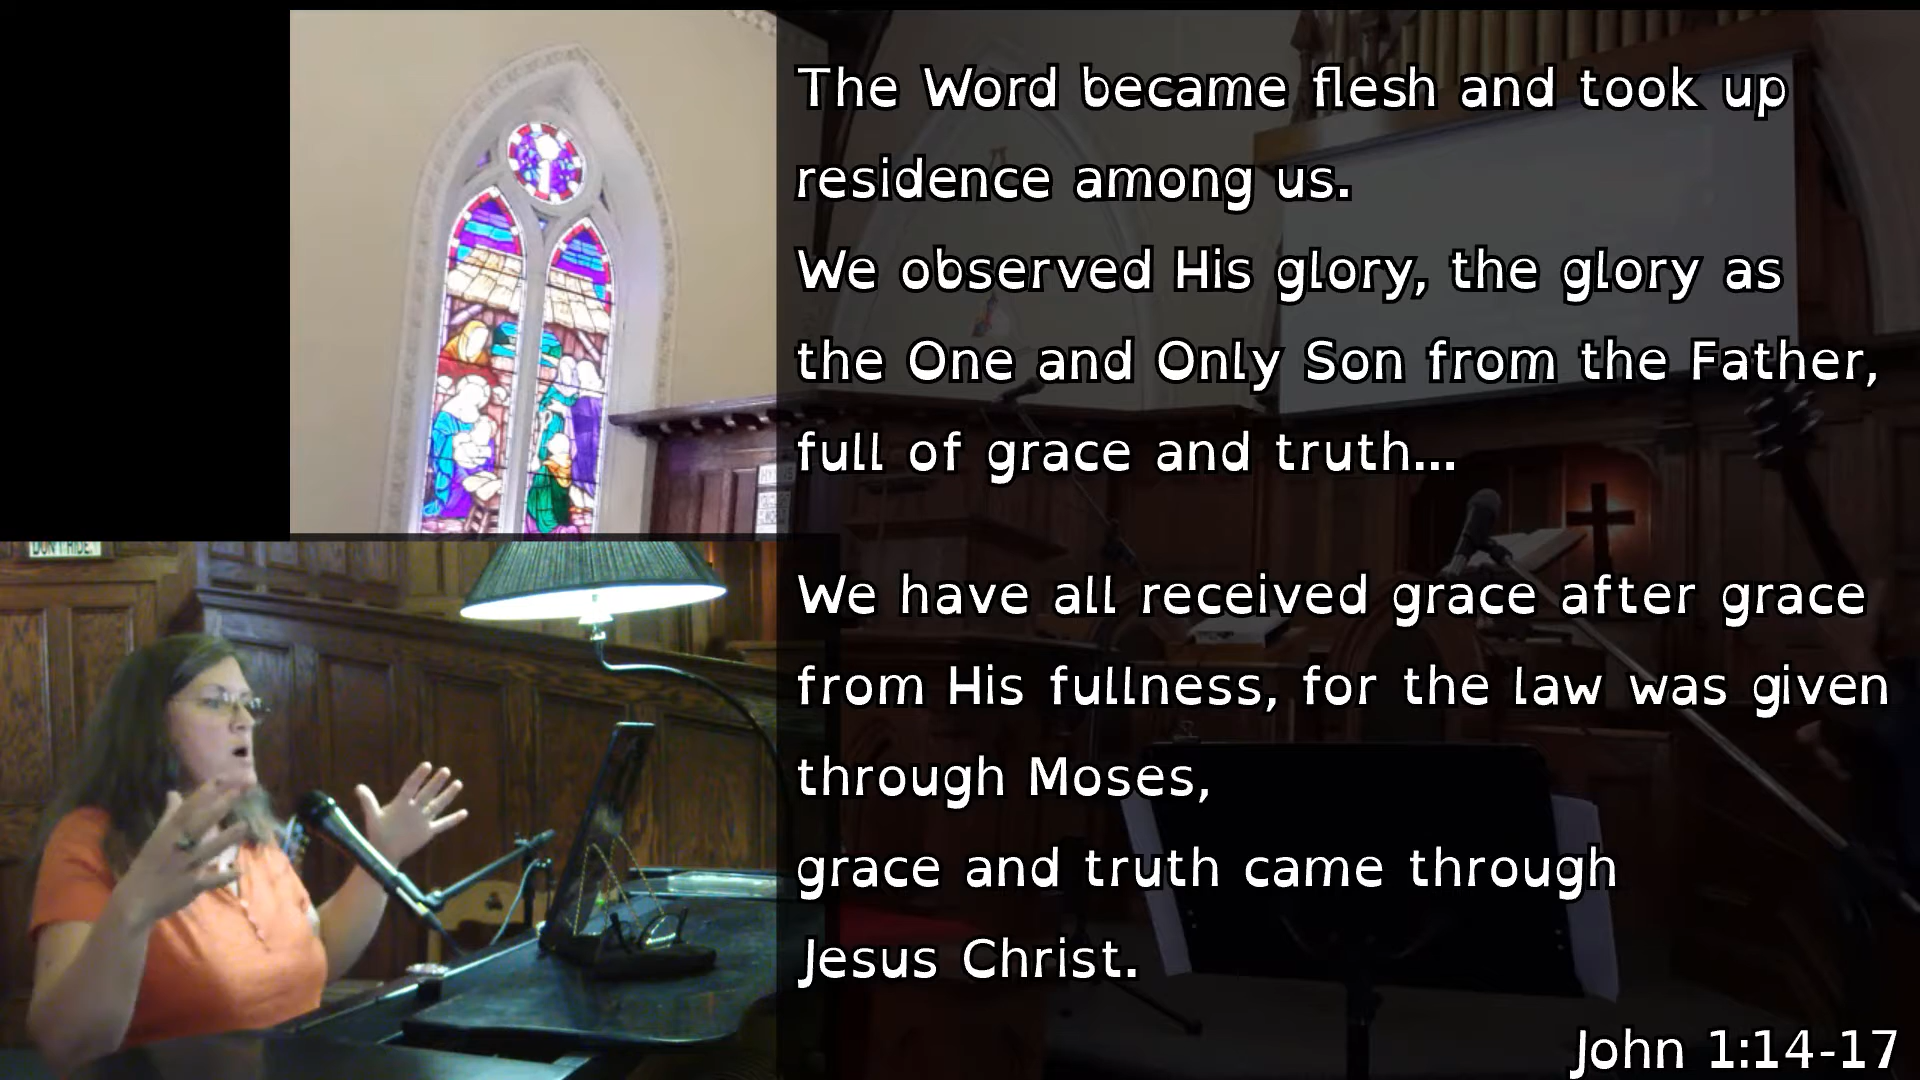 The Word became flesh and took up
residence among us.
We observed His glory, the glory as
the One and Only Son from the Father,
full of grace and truth...
We have all received grace after grace
from His fullness, for the law was given
through Moses,
grace and truth came through
Jesus Christ.
John 1:14-17